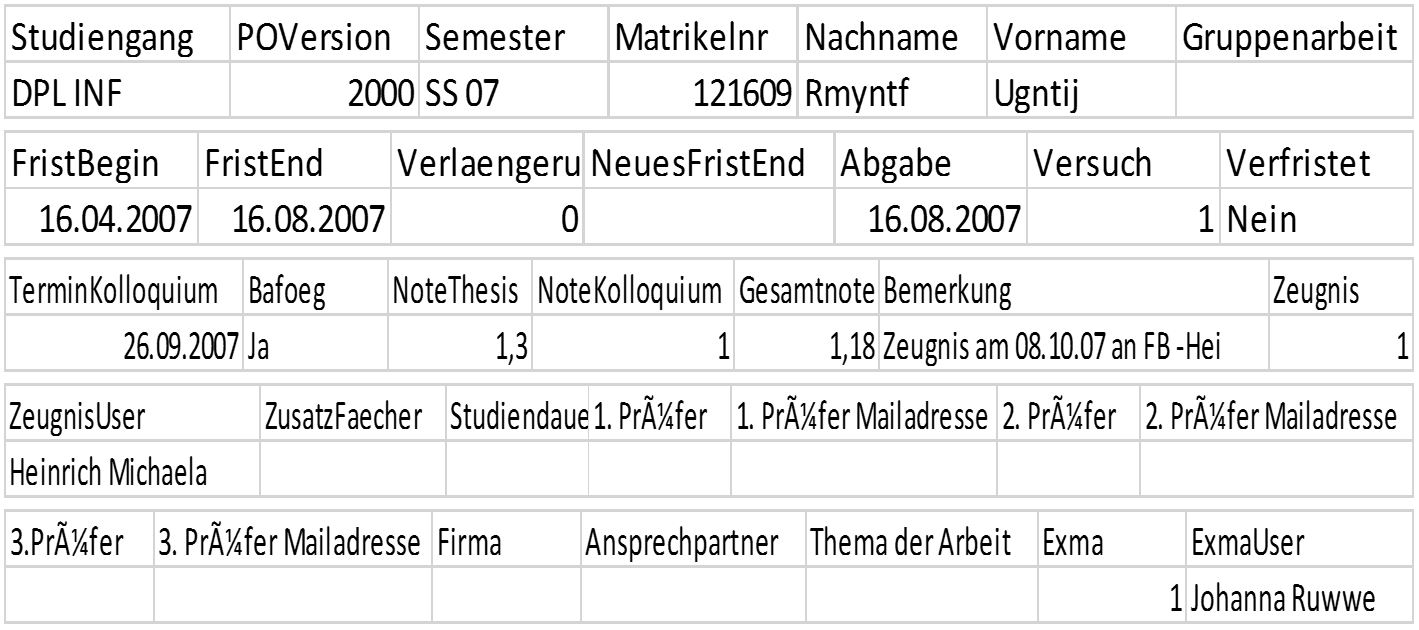 Studiengang POVersion Semester Matrikelnr Nachname Vorname Gruppenarbeit
DPL INF 2000 SS 07 121609 Rmyntf Ugntij
FristBegin FristEnd Verlaengeru NeuesFristEnd Abgabe Versuch Verfristet
16.04.2007 16.08.2007 0 16.08.2007 1 Nein
TerminKolloquium Bafoeg NoteThesis NoteKolloquium Gesamtnote Bemerkung Zeugnis
26.09.2007 Ja 1,3 1 1,18 Zeugnis am 08.10.07 an FB -Hei 1
ZeugnisUser ZusatzFaecher Studiendaue 1. PrÃ¼fer 1. PrÃ¼fer Mailadresse 2. PrÃ¼fer 2. PrÃ¼fer Mailadresse
Heinrich Michaela
3.PrÃ¼fer 3. PrÃ¼fer Mailadresse Firma Ansprechpartner Thema der Arbeit Exma ExmaUser
1 Johanna Ruwwe